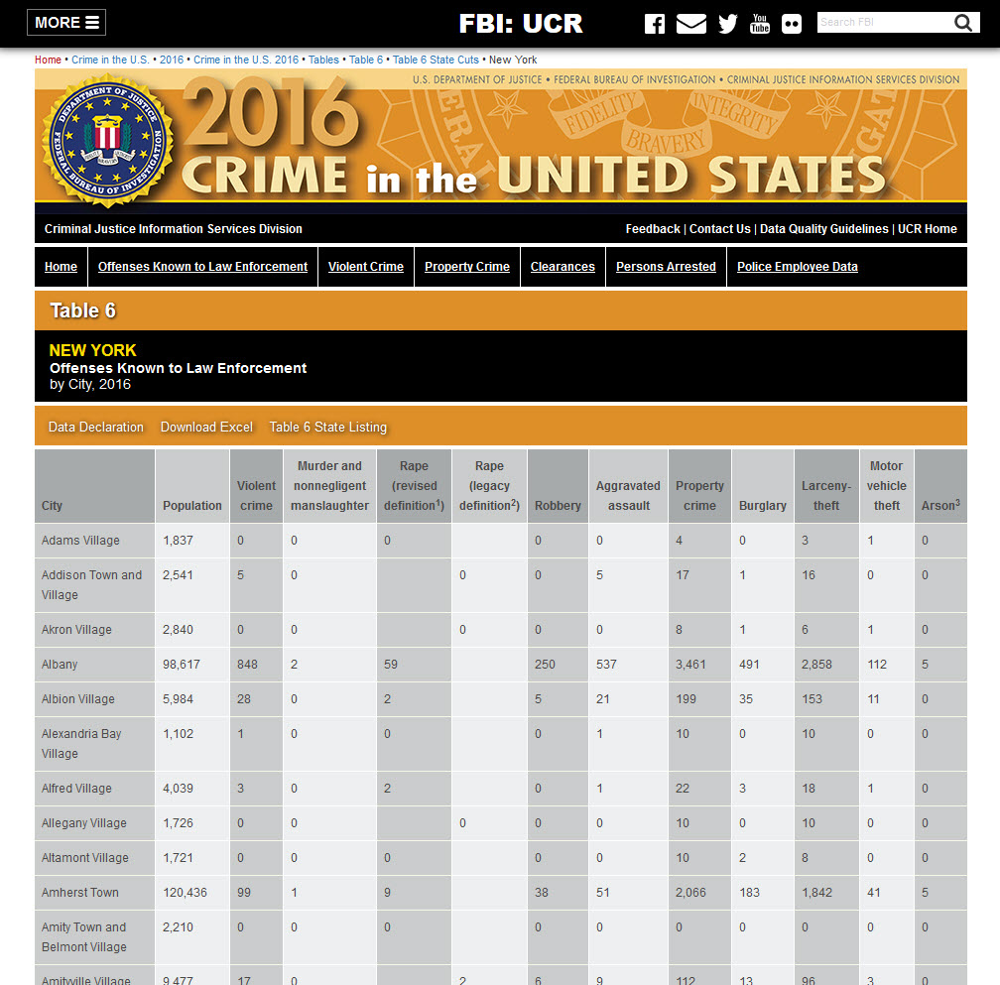 MORE FBI: UCR You Tube Search FBI
Home • Crime in the U.S. • 2016 • Crime in the U.S. 2016 • Tables • Table 6 • Table 6 State Cuts • New York
U.S. DEPARTMENT OF JUSTICE • FEDERAL BUREAU OF INVESTIGATION • CRIMINAL JUSTICE INFORMATION SERVICES DIVISION
DEPARTMENT OF JUSTICE
FEDERAL BUREAU OF INVESTIGATION
FIDELITY BRAVERY INTEGRITY
2016
CRIME in the UNITED STATES
Criminal Justice Information Services Division Feedback | Contact Us | Data Quality Guidelines | UCR Home
Home Offenses Known to Law Enforcement Violent Crime Property Crime Clearances Persons Arrested Police Employee Data
Table 6
NEW YORK
Offenses Known to Law Enforcement
by City, 2016
Data Declaration Download Excel Table 6 State Listing
City Population Violent crime Murder and nonnegligent manslaughter Rape (revised definition1) Rape (legacy definition2) Robbery Aggravated assault Property crime Burglary Larceny-theft Motor vehicle theft Arson3
Adams Village 1,837 0 0 0 0 0 4 0 3 1 0
Addison Town and Village 2,541 5 0 0 0 5 17 1 16 0 0
Akron Village 2,840 0 0 0 0 0 8 1 6 1 0
Albany 98,617 848 2 59 250 537 3,461 491 2,858 112 5
Albion Village 5,984 28 0 2 5 21 199 35 153 11 0
Alexandria Bay Village 1,102 1 0 0 0 1 10 0 10 0 0
Alfred Village 4,039 3 0 2 0 1 22 3 18 1 0
Allegany Village 1,726 0 0 0 0 0 10 0 10 0 0
Altamont Village 1,721 0 0 0 0 0 10 2 8 0 0
Amherst Town 120,436 99 1 9 38 51 2,066 183 1,842 41 5
Amity Town and Belmont Village 2,210 0 0 0 0 0 0 0 0 0 0
Amityville Village 9,477 17 0 2 6 9 112 13 96 3 0